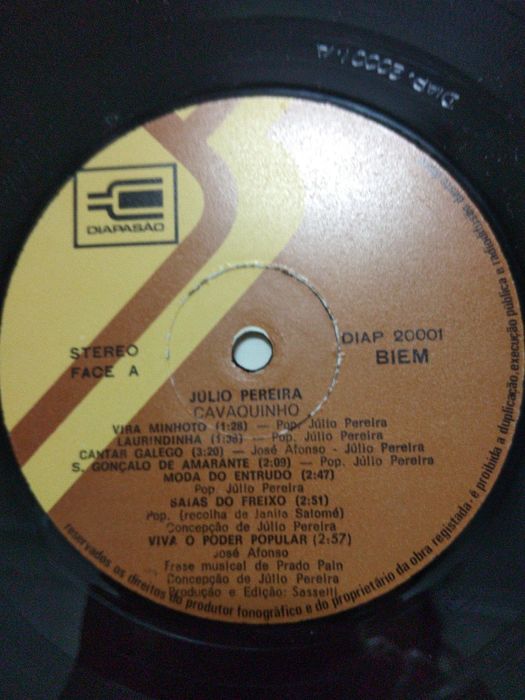 DIAP. 20001-A
DIAPASÃO
STEREO
FACE A
DIAP 20001
BIEM
JÚLIO PEREIRA
CAVAQUINHO
VIRA MINHOTO (1:28) — Pop. Júlio Pereira
LAURINDINHA (1:36) — Pop. Júlio Pereira
CANTAR GALEGO (3:20) — José Afonso - Júlio Pereira
S. GONÇALO DE AMARANTE (2:09) — Pop. Júlio Pereira
MODA DO ENTRUDO (2:47)
Pop. Júlio Pereira
SAIAS DO FREIXO (2:51)
Pop. (recolha de Janita Salomé)
Concepção de Júlio Pereira
VIVA O PODER POPULAR (2:57)
José Afonso
Frase musical de Prado Pain
Concepção de Júlio Pereira
Produção e Edição: Sassetti
reservados os direitos do produtor fonográfico e do proprietário da obra registada. é proibida a duplicação, execução pública e radiodifusão